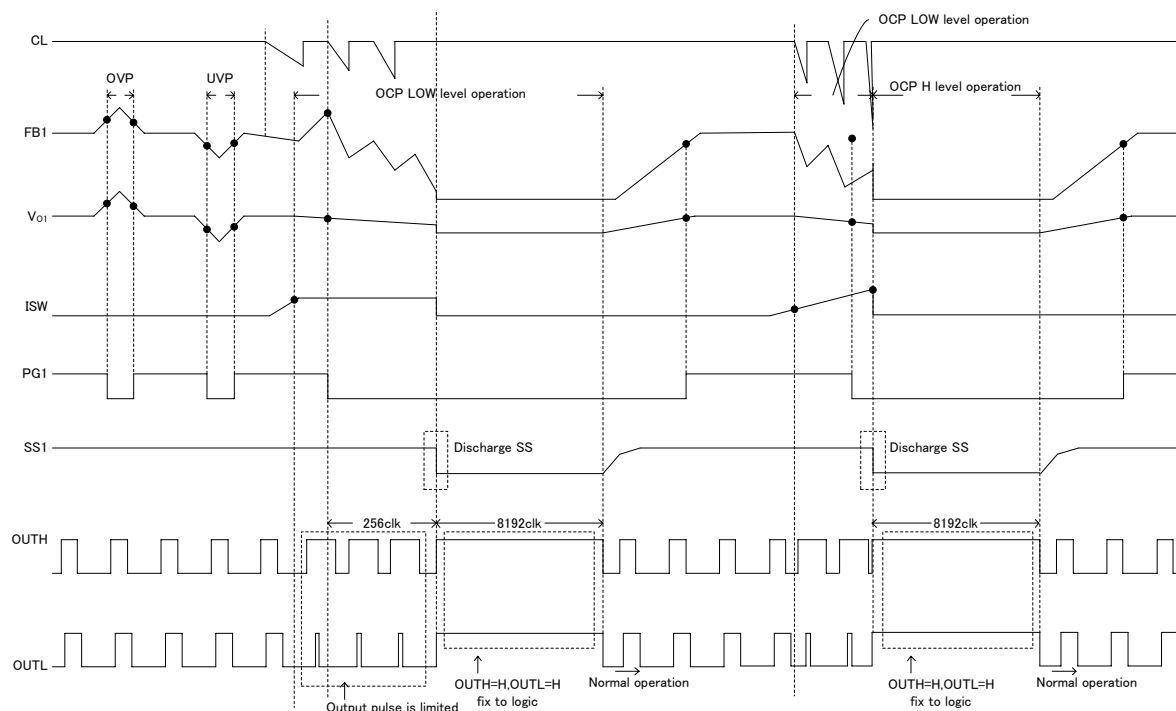 OCP LOW level operation
CL
OVP
UVP
OCP LOW level operation
OCP H level operation
FB1
VO1
ISW
PG1
SS1
Discharge SS
Discharge SS
256clk
8192clk
8192clk
OUTH
OUTL
Output pulse is limited
OUTH=H,OUTL=H
fix to logic
Normal operation
OUTH=H,OUTL=H
fix to logic
Normal operation